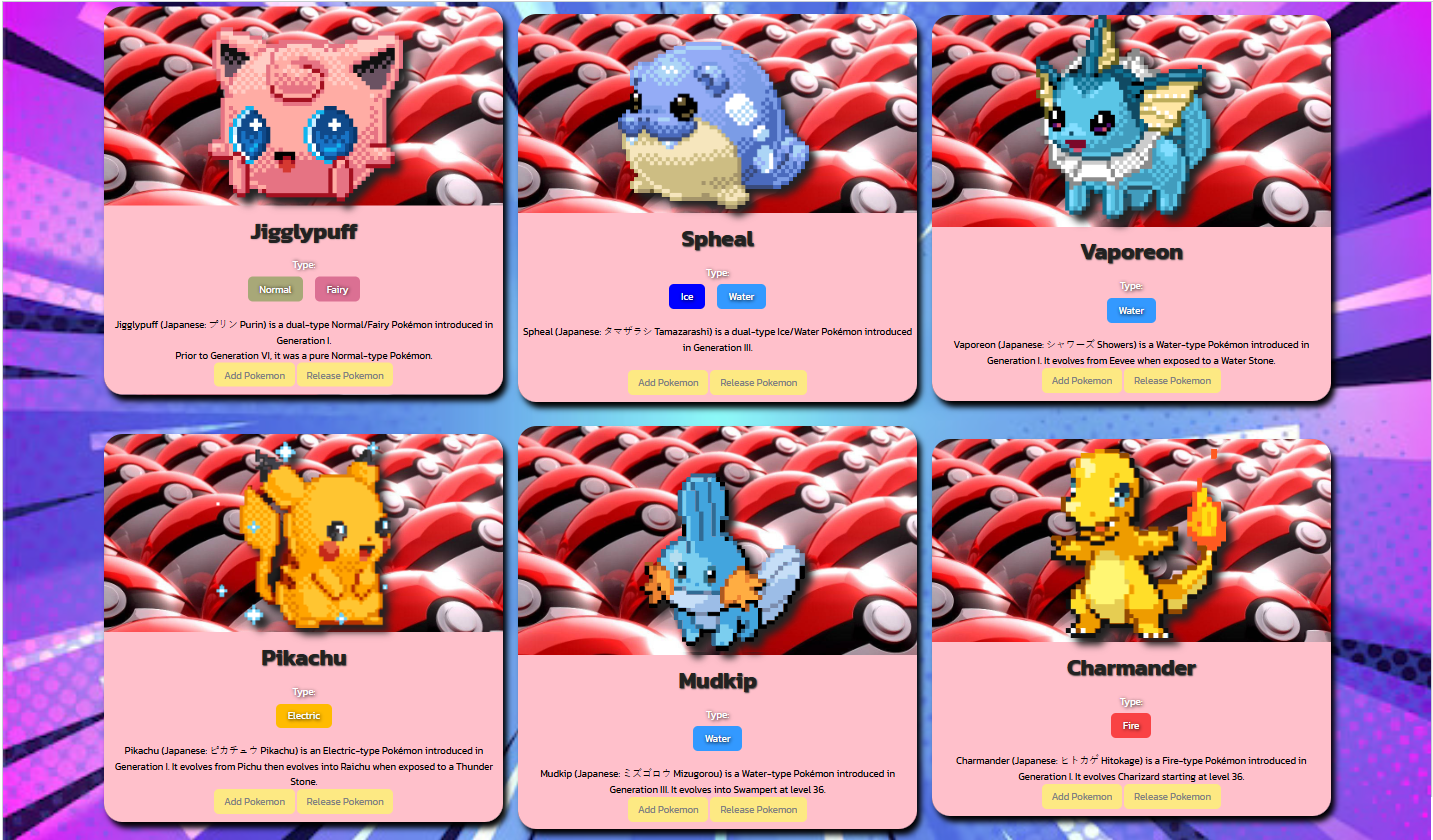 Jigglypuff
Type:
Normal Fairy
Jigglypuff (Japanese: プリン Purin) is a dual-type Normal/Fairy Pokémon introduced in
Generation I.
Prior to Generation VI, it was a pure Normal-type Pokémon.
Add Pokemon Release Pokemon
Spheal
Type:
Ice Water
Spheal (Japanese: タマザラシ Tamazarashi) is a dual-type Ice/Water Pokémon introduced
in Generation III.
Add Pokemon Release Pokemon
Vaporeon
Type:
Water
Vaporeon (Japanese: シャワーズ Showers) is a Water-type Pokémon introduced in
Generation I. It evolves from Eevee when exposed to a Water Stone.
Add Pokemon Release Pokemon
Pikachu
Type:
Electric
Pikachu (Japanese: ピカチュウ Pikachu) is an Electric-type Pokémon introduced in
Generation I. It evolves from Pichu then evolves into Raichu when exposed to a Thunder
Stone.
Add Pokemon Release Pokemon
Mudkip
Type:
Water
Mudkip (Japanese: ミズゴロウ Mizugorou) is a Water-type Pokémon introduced in
Generation III. It evolves into Swampert at level 36.
Add Pokemon Release Pokemon
Charmander
Type:
Fire
Charmander (Japanese: ヒトカゲ Hitokage) is a Fire-type Pokémon introduced in
Generation I. It evolves Charizard starting at level 36.
Add Pokemon Release Pokemon